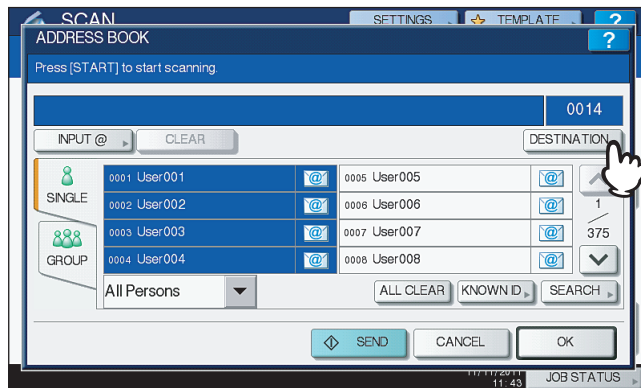 SCAN SETTINGS TEMPLATE ?
ADDRESS BOOK ?
Press [START] to start scanning.
0014
INPUT @ CLEAR DESTINATION
SINGLE
0001 User001 @ 0005 User005 @
0002 User002 @ 0006 User006 @
1
0003 User003 @ 0007 User007 @
375
GROUP
0004 User004 @ 0008 User008 @
All Persons ALL CLEAR KNOWN ID SEARCH
SEND CANCEL OK
11/11/2011
11:43 JOB STATUS